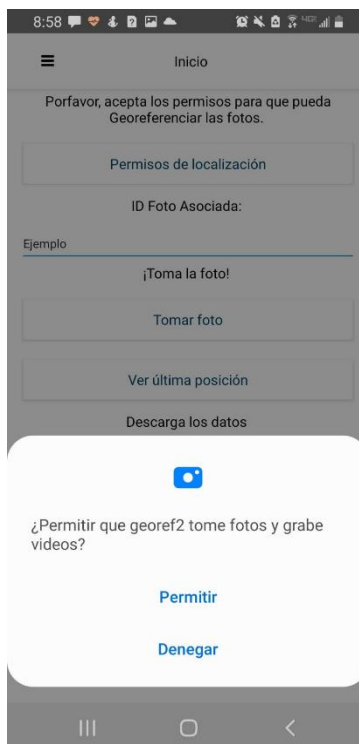 8:58
Inicio
Porfavor, acepta los permisos para que pueda
Georeferenciar las fotos.
Permisos de localización
ID Foto Asociada:
Ejemplo
¡Toma la foto!
Tomar foto
Ver última posición
Descarga los datos
¿Permitir que georef2 tome fotos y grabe
videos?
Permitir
Denegar